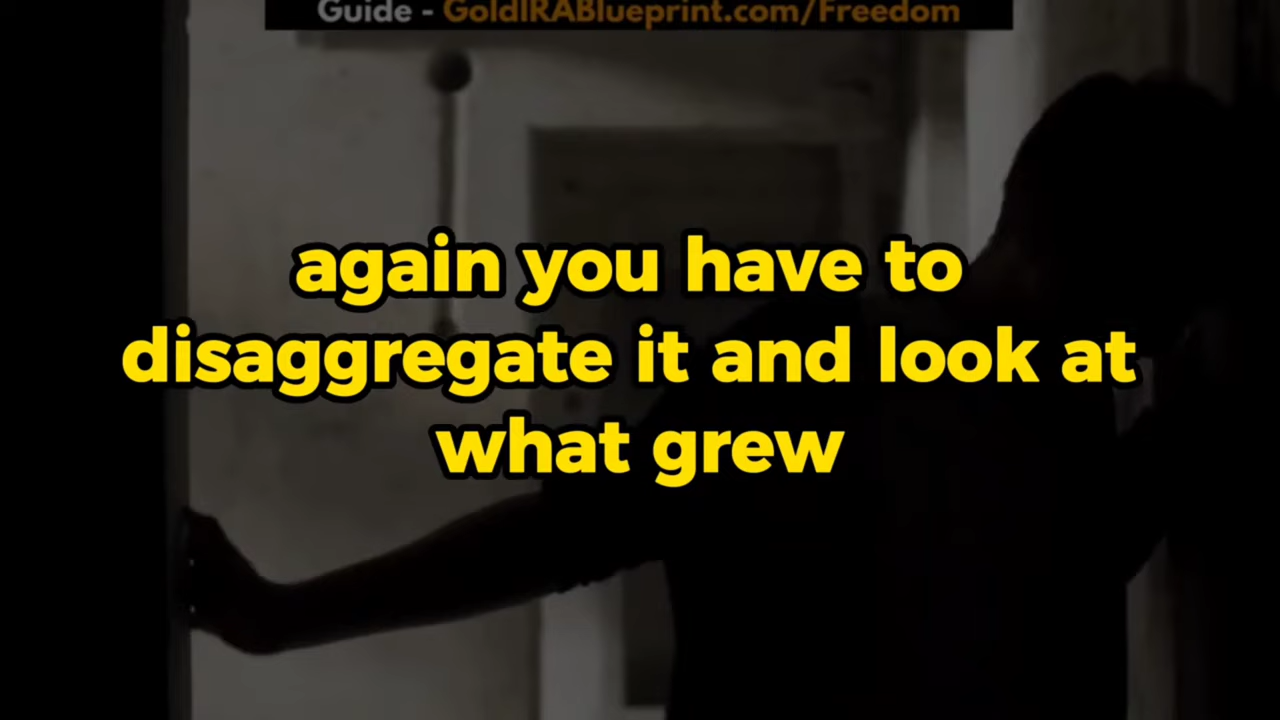 Guide - GoldIRABlueprint.com/Freedom
again you have to
disaggregate it and look at
what grew